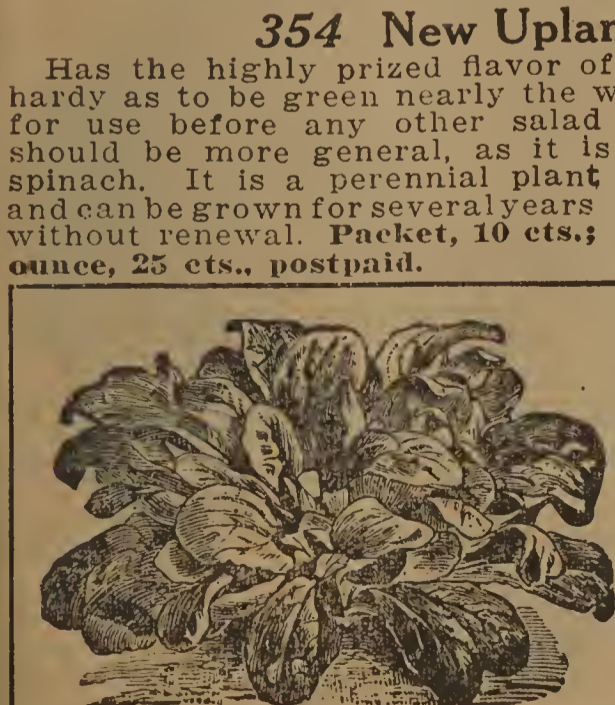 354 New Uplan
Has the highly prized flavor of
hardy as to be green nearly the w
for use before any other salad
should be more general, as it is
spinach. It is a perennial plant,
and can be grown for several years
without renewal. Packet, 10 cts.;
ounce, 25 cts., postpaid.